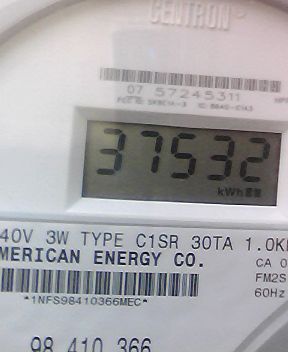 CENTRON
07 57245311
37532
kWh
40V 3W TYPE C1SR 30TA 1.0K
MERICAN ENERGY CO.
CA 0
FM2S
60Hz
*1NFS98410366MEC*
98 410 366